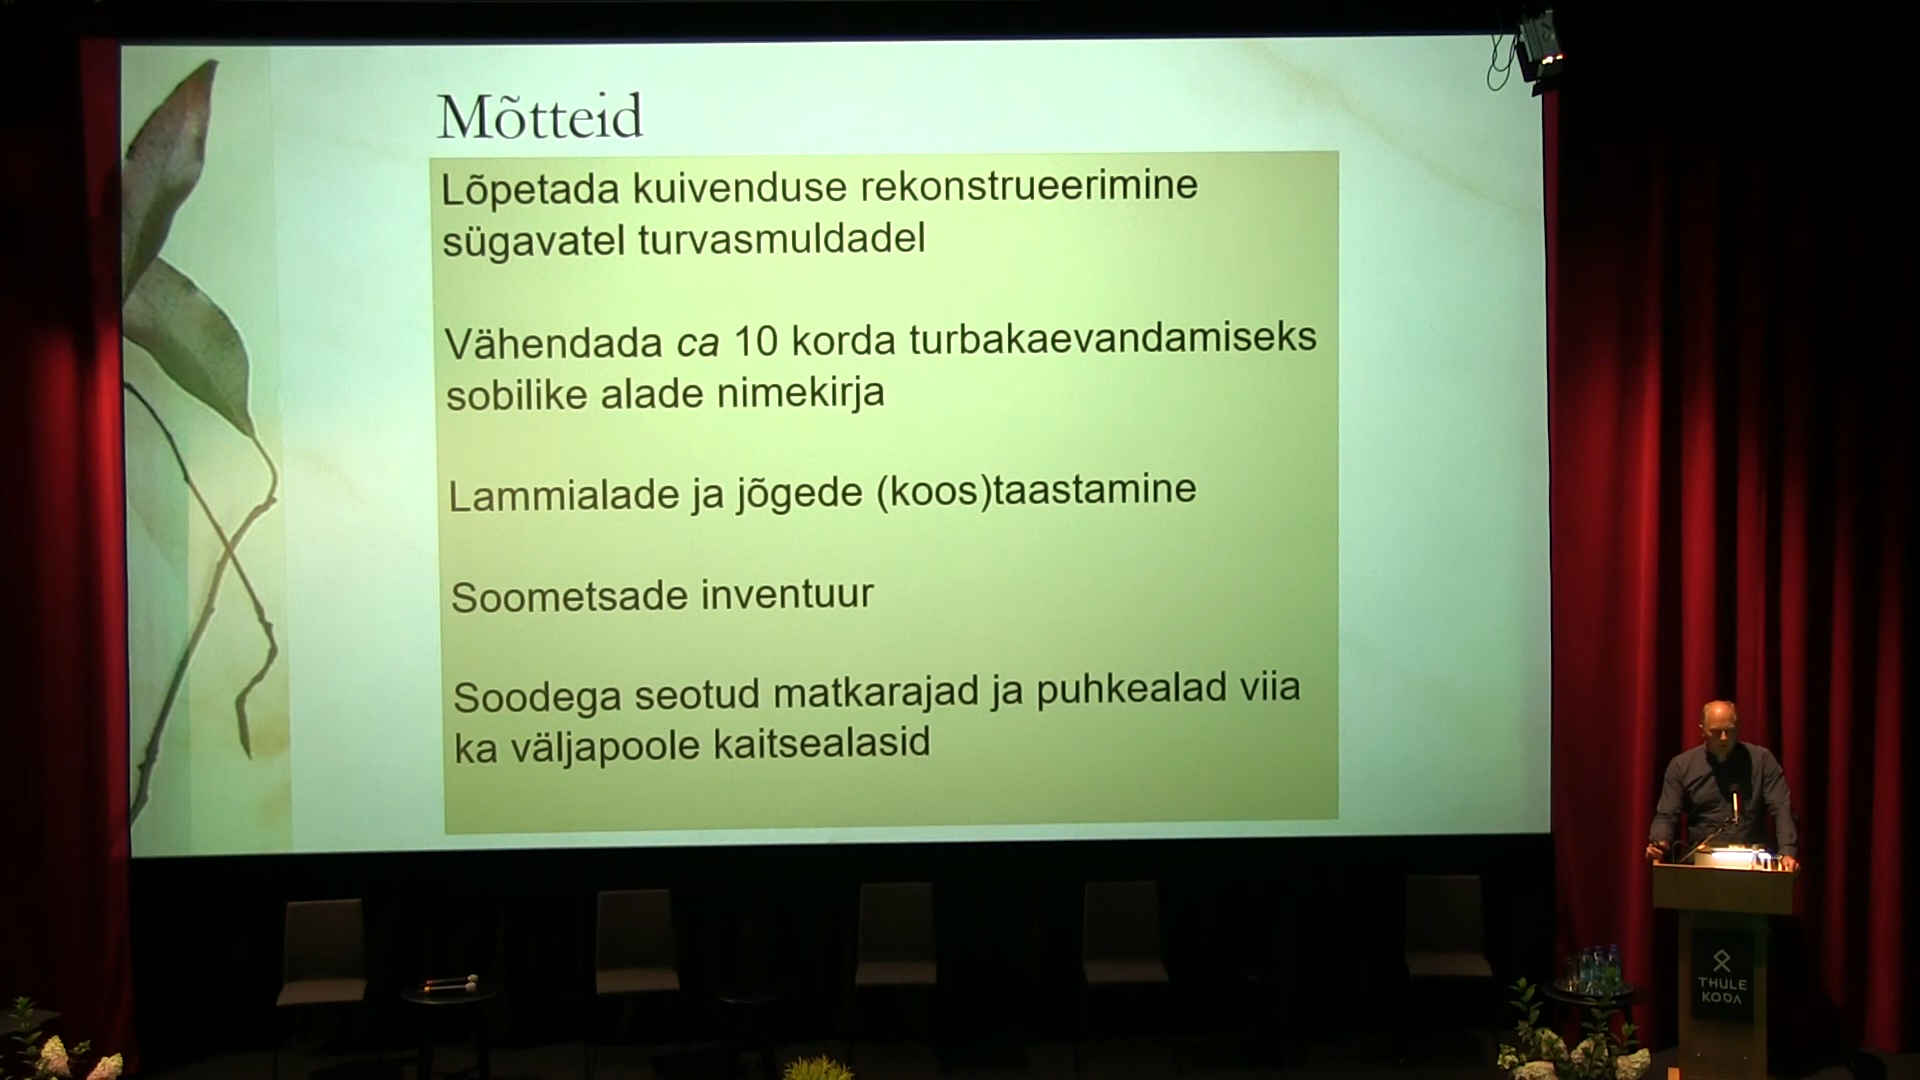 Mõtteid
Lõpetada kuivenduse rekonstrueerimine
sügavatel turvasmuldadel
Vähendada ca 10 korda turbakaevandamiseks
sobilike alade nimekirja
Lammialade ja jõgede (koos)taastamine
Soometsade inventuur
Soodega seotud matkarajad ja puhkealad viia
ka väljapoole kaitsealasid
THULE
KODA